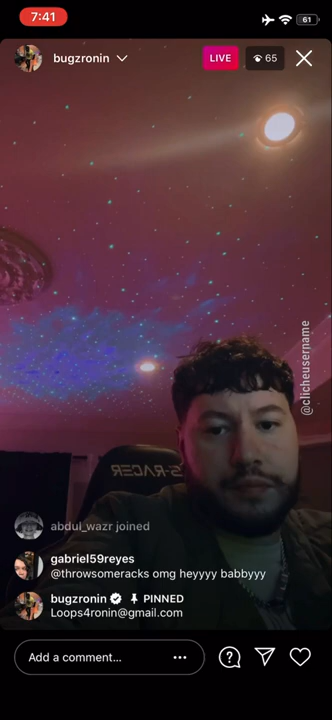 7:41
61
bugzronin
LIVE
65
@clicheusername
S-RACER
abdul_wazr joined
gabriel59reyes
@throwsomeracks omg heyyyy babbyyy
bugzronin PINNED
Loops4ronin@gmail.com
Add a comment...